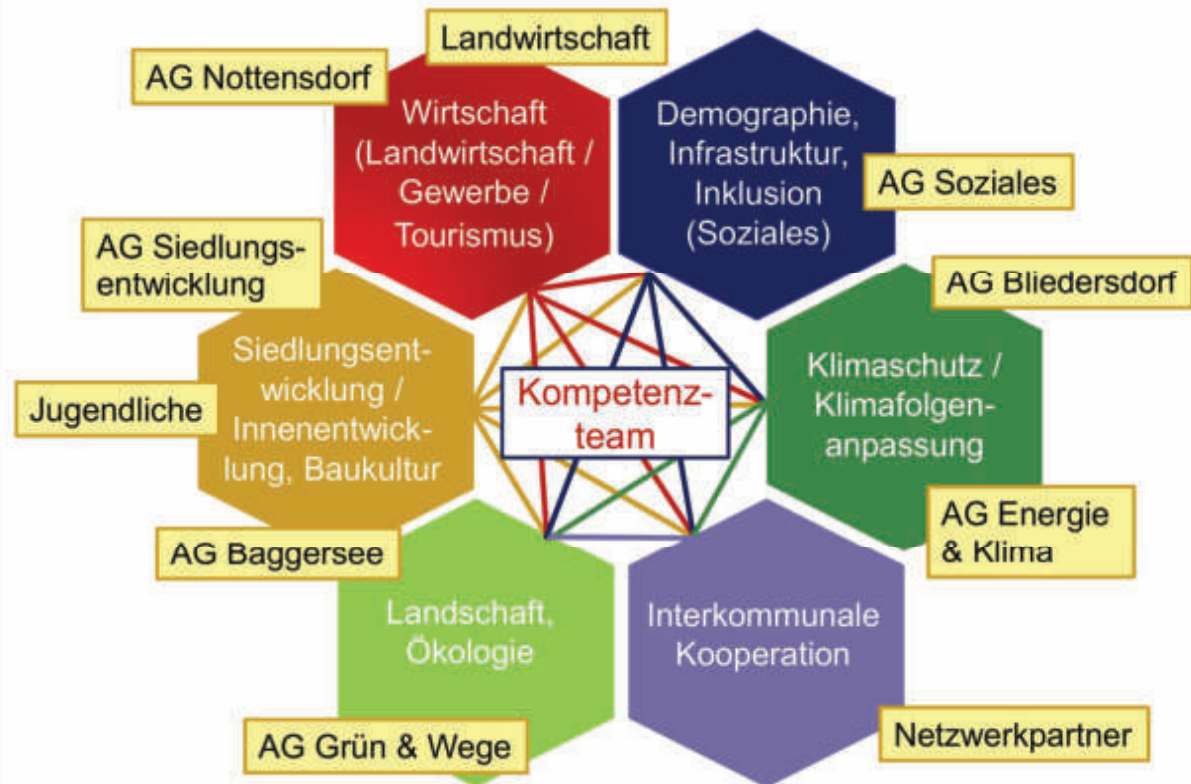 Landwirtschaft
AG Nottensdorf
Wirtschaft
(Landwirtschaft /
Gewerbe /
Tourismus)
Demographie,
Infrastruktur,
Inklusion
(Soziales)
AG Soziales
AG Siedlungs-
entwicklung
AG Bliedersdorf
Siedlungsent-
wicklung /
Innenentwick-
lung, Baukultur
Jugendliche
Kompetenz-
team
Klimaschutz /
Klimafolgen-
anpassung
AG Baggersee
AG Energie
& Klima
Landschaft,
Ökologie
Interkommunale
Kooperation
AG Grün & Wege
Netzwerkpartner